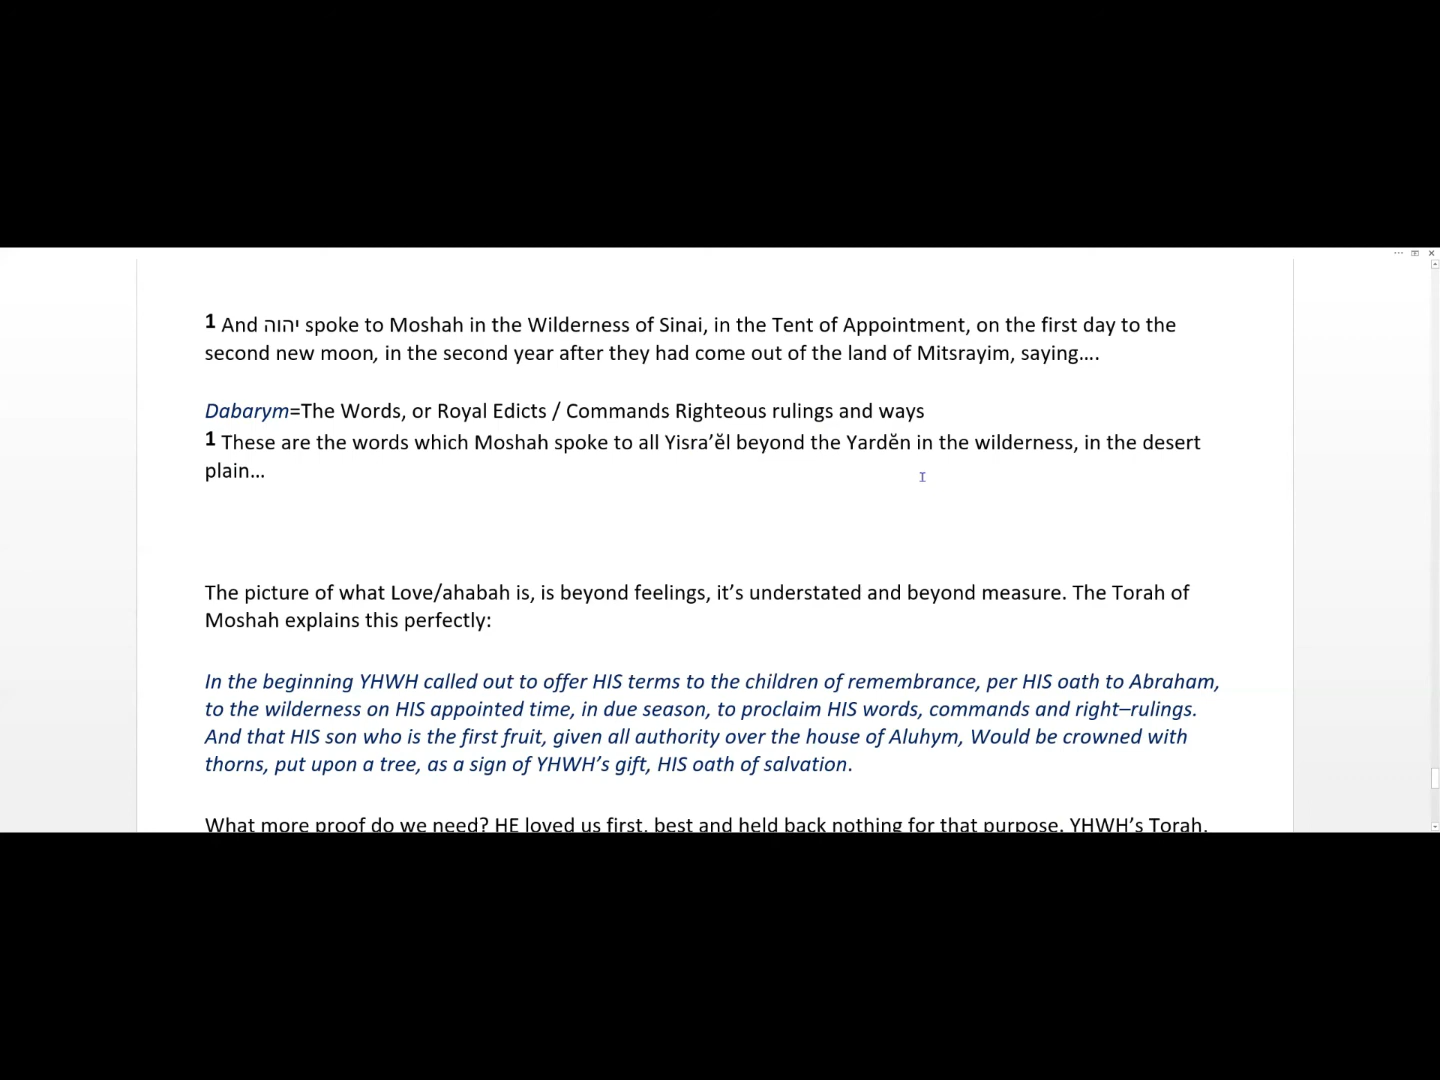 1 And יהוה spoke to Moshah in the Wilderness of Sinai, in the Tent of Appointment, on the first day to the
second new moon, in the second year after they had come out of the land of Mitsrayim, saying….
Dabarym=The Words, or Royal Edicts / Commands Righteous rulings and ways
1 These are the words which Moshah spoke to all Yisra’ĕl beyond the Yardĕn in the wilderness, in the desert
plain…
The picture of what Love/ahabah is, is beyond feelings, it’s understated and beyond measure. The Torah of
Moshah explains this perfectly:
In the beginning YHWH called out to offer HIS terms to the children of remembrance, per HIS oath to Abraham,
to the wilderness on HIS appointed time, in due season, to proclaim HIS words, commands and right–rulings.
And that HIS son who is the first fruit, given all authority over the house of Aluhym, Would be crowned with
thorns, put upon a tree, as a sign of YHWH’s gift, HIS oath of salvation.
What more proof do we need? HE loved us first, best and held back nothing for that purpose. YHWH’s Torah,